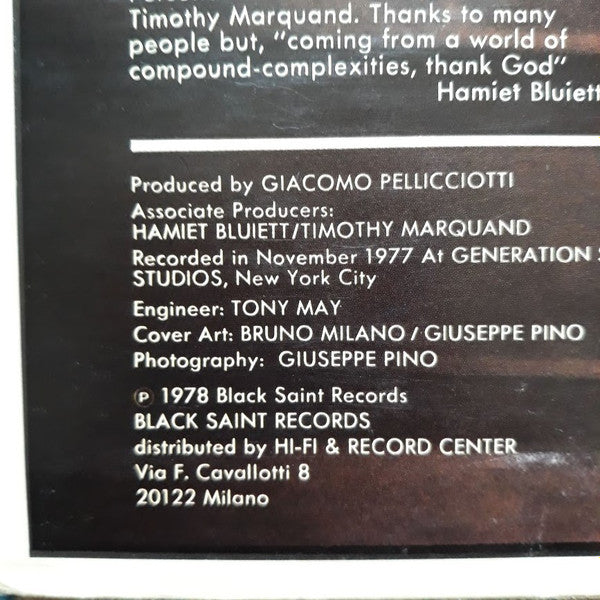 Timothy Marquand. Thanks to many
people but, "coming from a world of
compound-complexities, thank God"
Hamiet Bluiett
Produced by GIACOMO PELLICCIOTTI
Associate Producers:
HAMIET BLUIETT/TIMOTHY MARQUAND
Recorded in November 1977 At GENERATION
STUDIOS, New York City
Engineer: TONY MAY
Cover Art: BRUNO MILANO / GIUSEPPE PINO
Photography: GIUSEPPE PINO
℗ 1978 Black Saint Records
BLACK SAINT RECORDS
distributed by HI-FI & RECORD CENTER
Via F. Cavallotti 8
20122 Milano